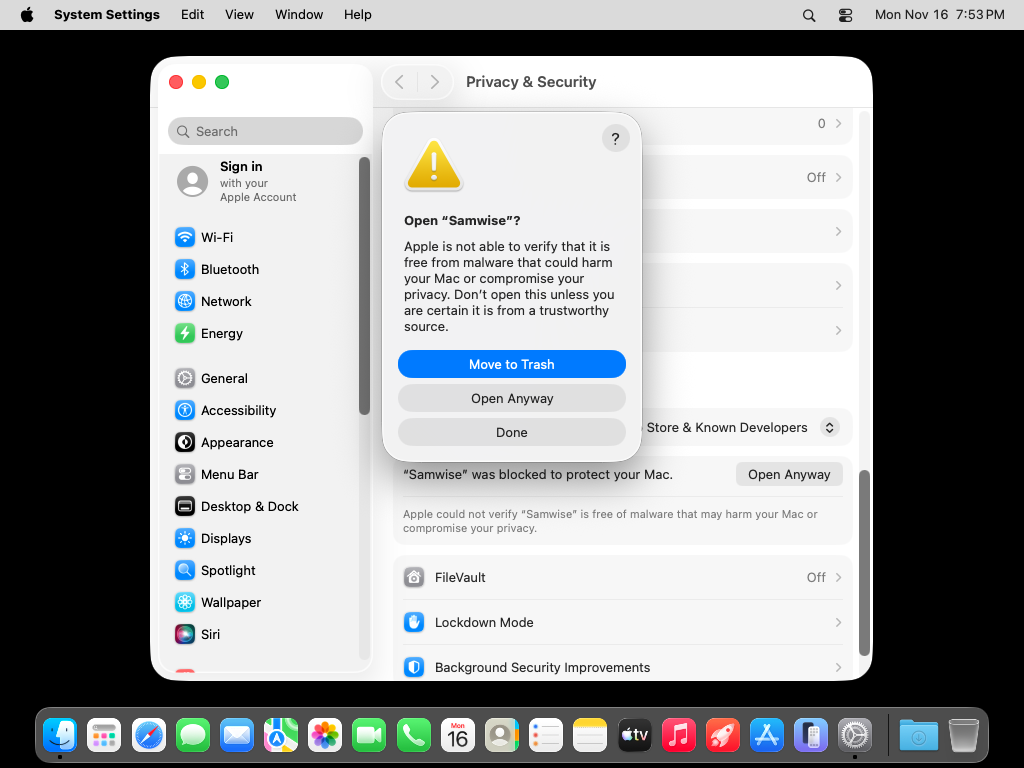 System Settings Edit View Window Help Mon Nov 16 7:53 PM
Privacy & Security
Search
Sign in
with your
Apple Account
Wi-Fi
Bluetooth
Network
Energy
General
Accessibility
Appearance
Menu Bar
Desktop & Dock
Displays
Spotlight
Wallpaper
Siri
0
Off
?
Open “Samwise”?
Apple is not able to verify that it is
free from malware that could harm
your Mac or compromise your
privacy. Don’t open this unless you
are certain it is from a trustworthy
source.
Move to Trash
Open Anyway
Done
Store & Known Developers
“Samwise” was blocked to protect your Mac. Open Anyway
Apple could not verify “Samwise” is free of malware that may harm your Mac or
compromise your privacy.
FileVault Off
Lockdown Mode
Background Security Improvements
Mon
16
tv